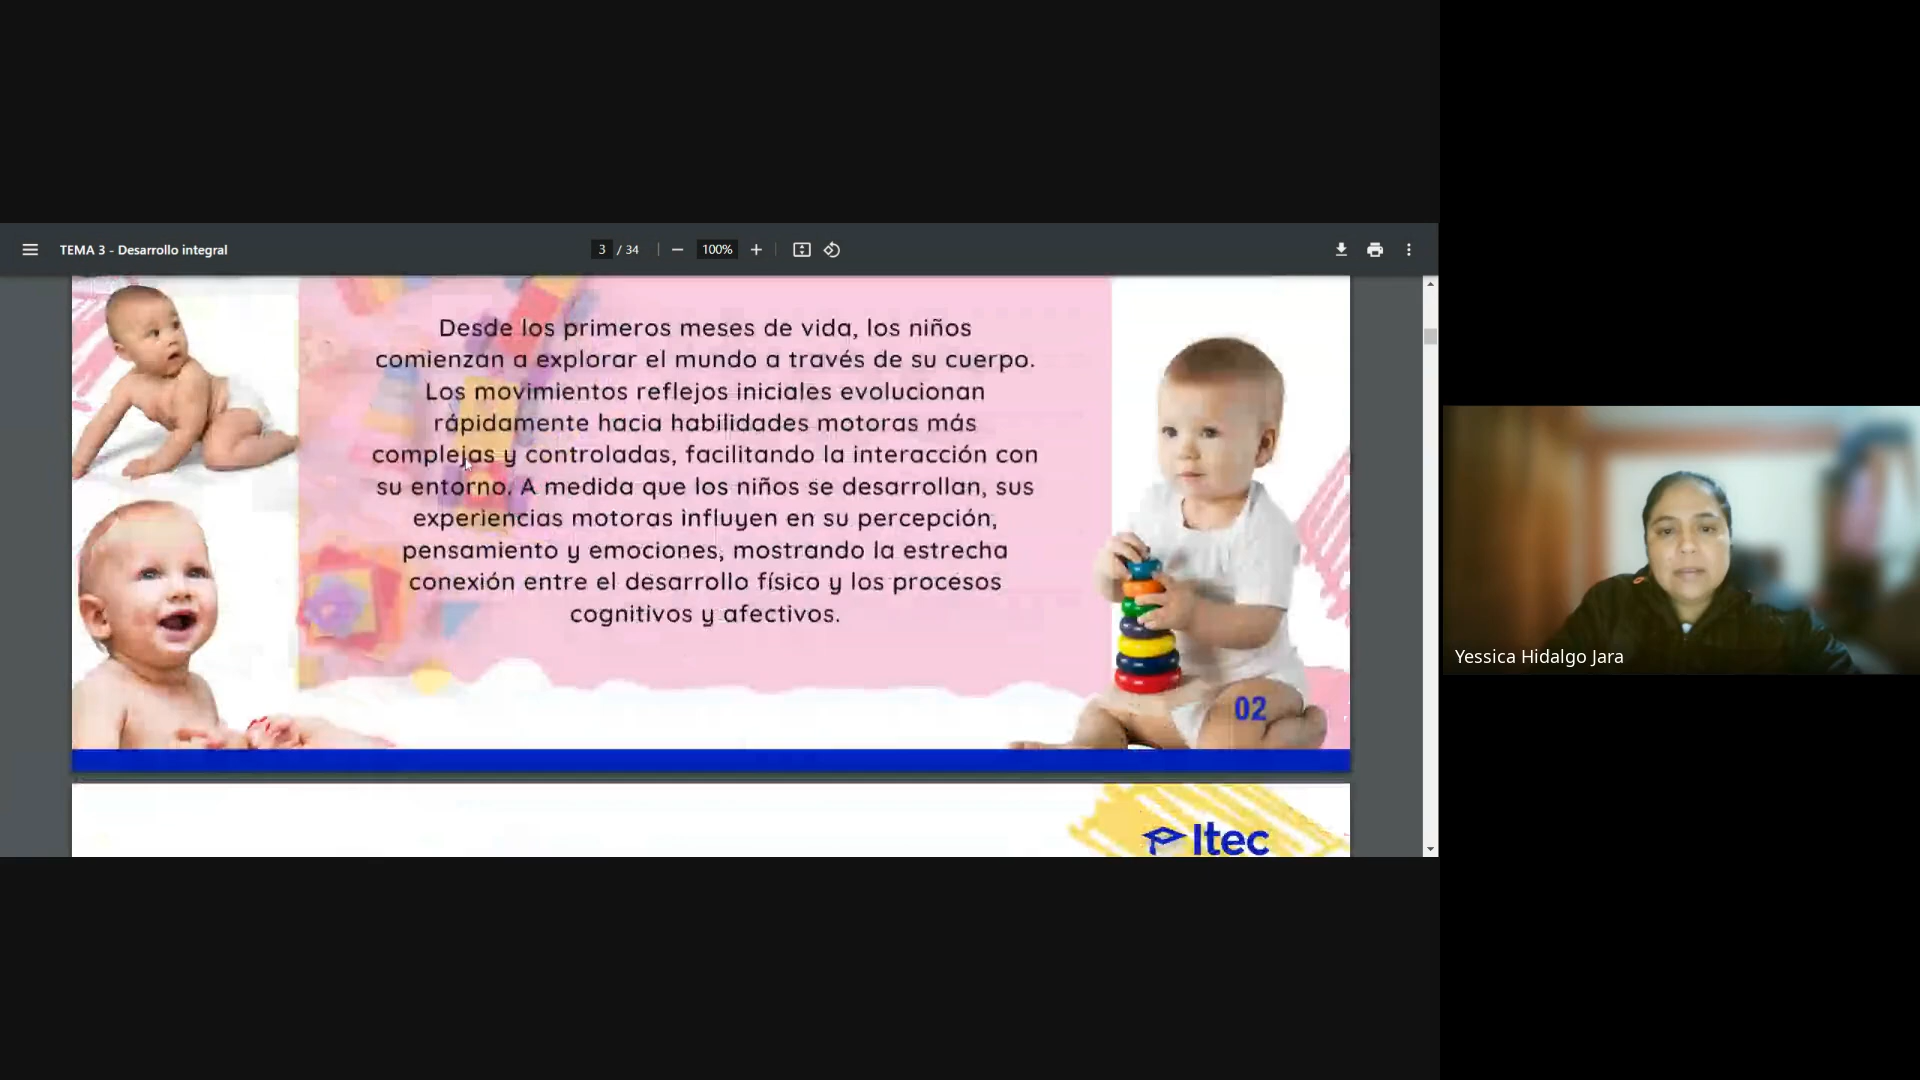 TEMA 3 - Desarrollo integral
3 / 34
100%
Desde los primeros meses de vida, los niños
comienzan a explorar el mundo a través de su cuerpo.
Los movimientos reflejos iniciales evolucionan
rápidamente hacia habilidades motoras más
complejas y controladas, facilitando la interacción con
su entorno. A medida que los niños se desarrollan, sus
experiencias motoras influyen en su percepción,
pensamiento y emociones, mostrando la estrecha
conexión entre el desarrollo físico y los procesos
cognitivos y afectivos.
02
Itec
Yessica Hidalgo Jara